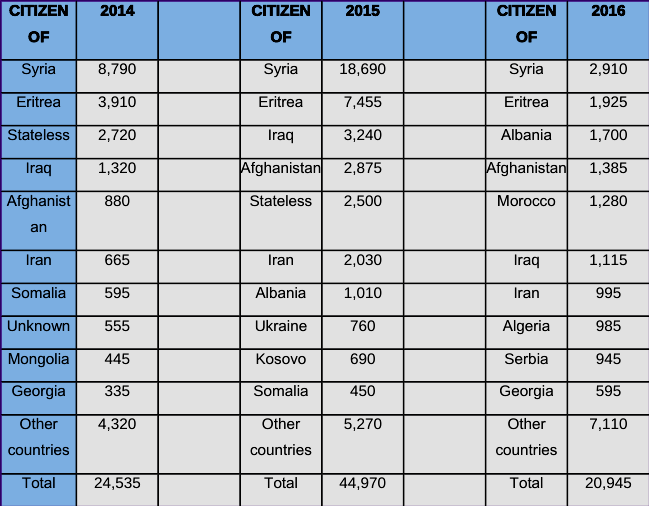 CITIZEN OF 2014 CITIZEN OF 2015 CITIZEN OF 2016
Syria 8,790 Syria 18,690 Syria 2,910
Eritrea 3,910 Eritrea 7,455 Eritrea 1,925
Stateless 2,720 Iraq 3,240 Albania 1,700
Iraq 1,320 Afghanistan 2,875 Afghanistan 1,385
Afghanistan 880 Stateless 2,500 Morocco 1,280
Iran 665 Iran 2,030 Iraq 1,115
Somalia 595 Albania 1,010 Iran 995
Unknown 555 Ukraine 760 Algeria 985
Mongolia 445 Kosovo 690 Serbia 945
Georgia 335 Somalia 450 Georgia 595
Other countries 4,320 Other countries 5,270 Other countries 7,110
Total 24,535 Total 44,970 Total 20,945